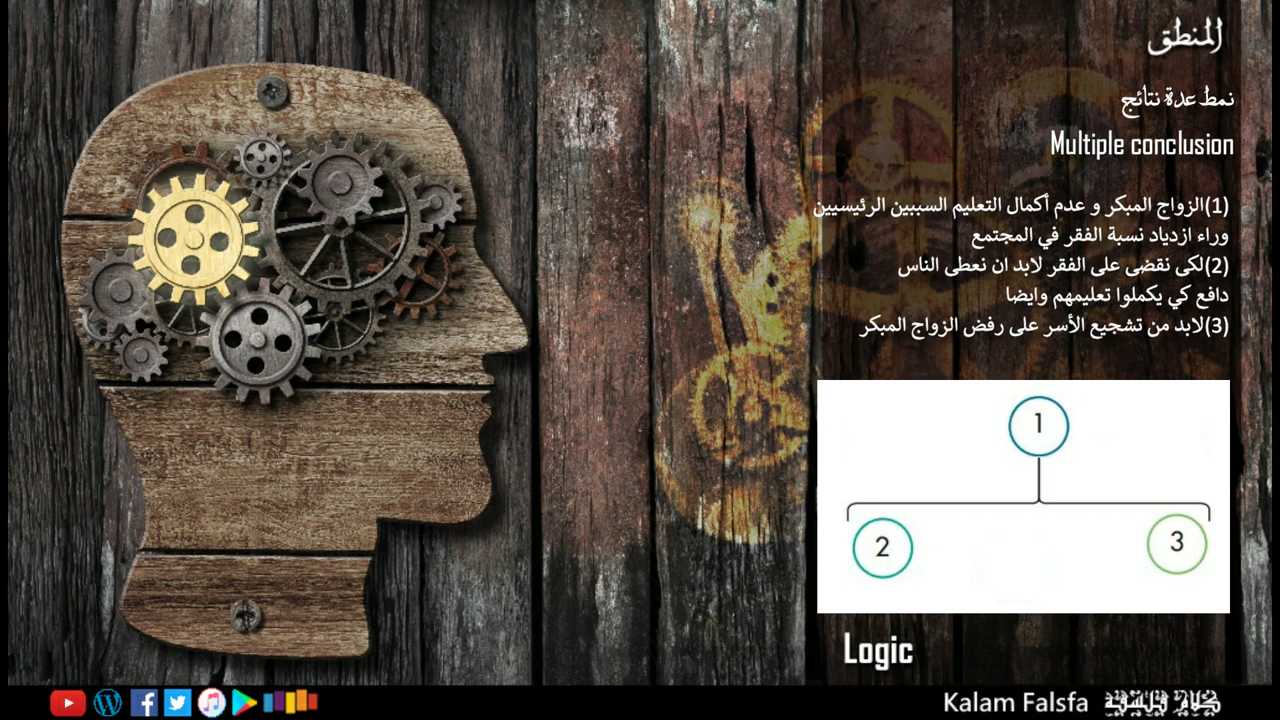 المنطق
نمط عدة نتائج
Multiple conclusion
(1)الزواج المبكر و عدم أكمال التعليم السببين الرئيسيين
وراء ازدياد نسبة الفقر في المجتمع
(2)لكى نقضى على الفقر لابد ان نعطى الناس
دافع كي يكملوا تعليمهم وايضا
(3)لابد من تشجيع الأسر على رفض الزواج المبكر
1
2
3
Logic
Kalam Falsfa كلام فلسفة